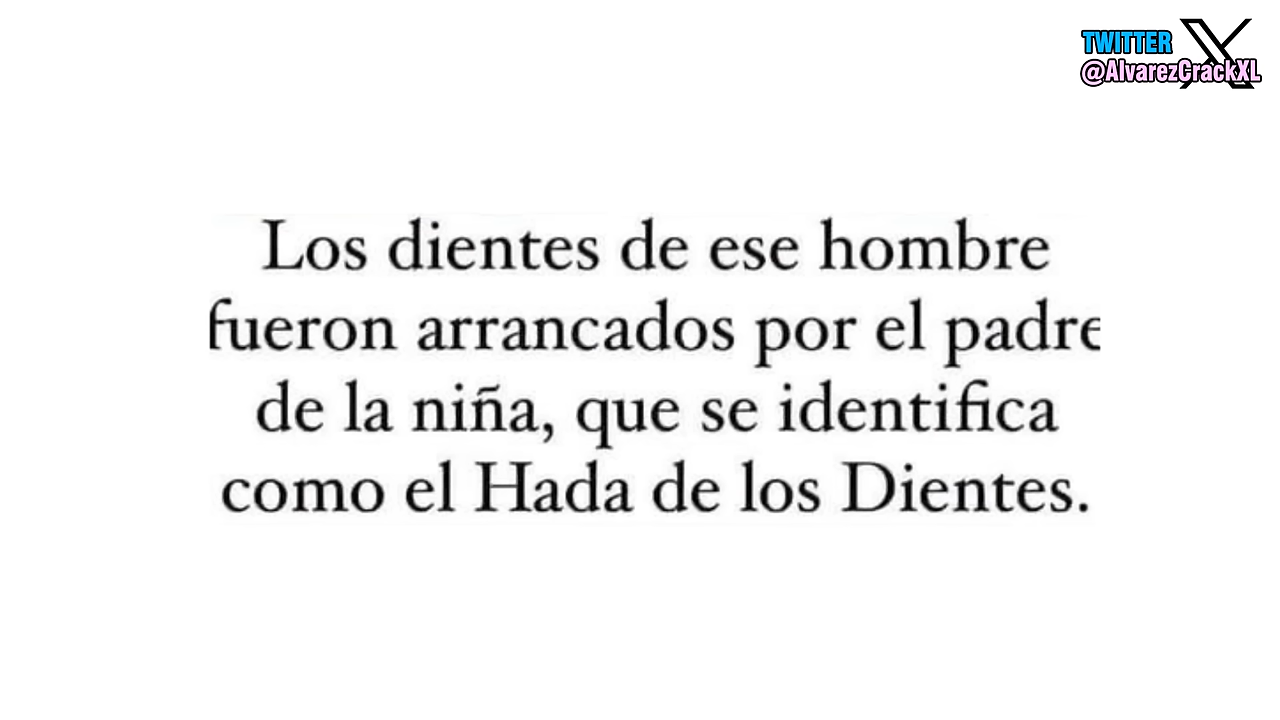 TWITTER
@AlvarezCrackXL
Los dientes de ese hombre
fueron arrancados por el padre
de la niña, que se identifica
como el Hada de los Dientes.